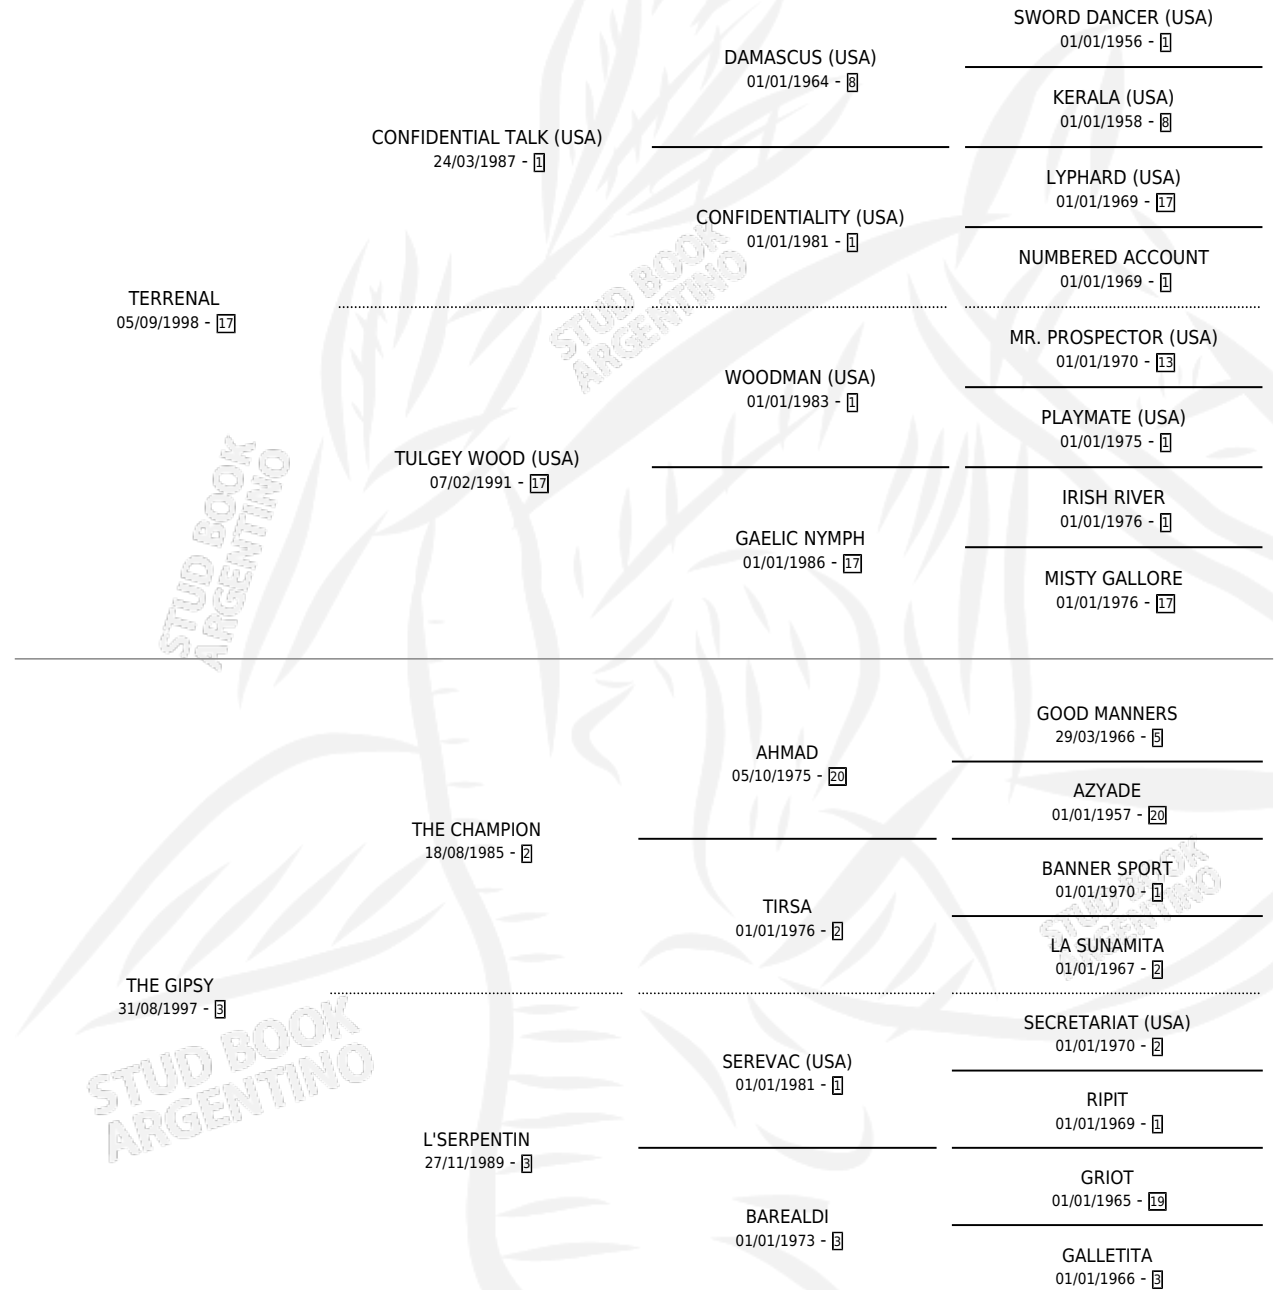 SWORD DANCER (USA)
01/01/1956 - 1
DAMASCUS (USA)
01/01/1964 - 8
KERALA (USA)
01/01/1958 - 8
CONFIDENTIAL TALK (USA)
24/03/1987 - 1
LYPHARD (USA)
01/01/1969 - 17
CONFIDENTIALITY (USA)
01/01/1981 - 1
NUMBERED ACCOUNT
01/01/1969 - 1
TERRENAL
05/09/1998 - 17
STUD BOOK
ARGENTINO
MR. PROSPECTOR (USA)
01/01/1970 - 13
WOODMAN (USA)
01/01/1983 - 1
PLAYMATE (USA)
01/01/1975 - 1
TULGEY WOOD (USA)
07/02/1991 - 17
STUD BOOK
ARGENTINO
IRISH RIVER
01/01/1976 - 1
GAELIC NYMPH
01/01/1986 - 17
MISTY GALLORE
01/01/1976 - 17
GOOD MANNERS
29/03/1966 - 5
AHMAD
05/10/1975 - 20
AZYADE
01/01/1957 - 20
THE CHAMPION
18/08/1985 - 2
BANNER SPORT
01/01/1970 - 1
STUD BOOK
ARGENTINO
TIRSA
01/01/1976 - 2
LA SUNAMITA
01/01/1967 - 2
THE GIPSY
31/08/1997 - 3
STUD BOOK
ARGENTINO
SECRETARIAT (USA)
01/01/1970 - 2
SEREVAC (USA)
01/01/1981 - 1
RIPIT
01/01/1969 - 1
L'SERPENTIN
27/11/1989 - 3
GRIOT
01/01/1965 - 19
BAREALDI
01/01/1973 - 3
GALLETITA
01/01/1966 - 3